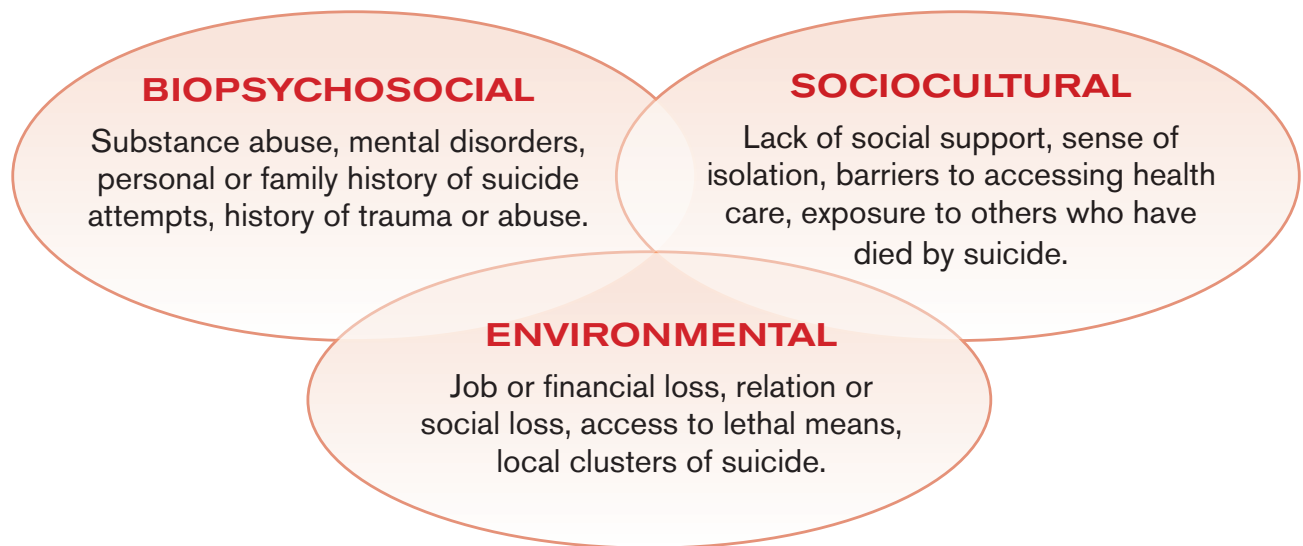 BIOPSYCHOSOCIAL
Substance abuse, mental disorders,
personal or family history of suicide
attempts, history of trauma or abuse.
SOCIOCULTURAL
Lack of social support, sense of
isolation, barriers to accessing health
care, exposure to others who have
died by suicide.
ENVIRONMENTAL
Job or financial loss, relation or
social loss, access to lethal means,
local clusters of suicide.